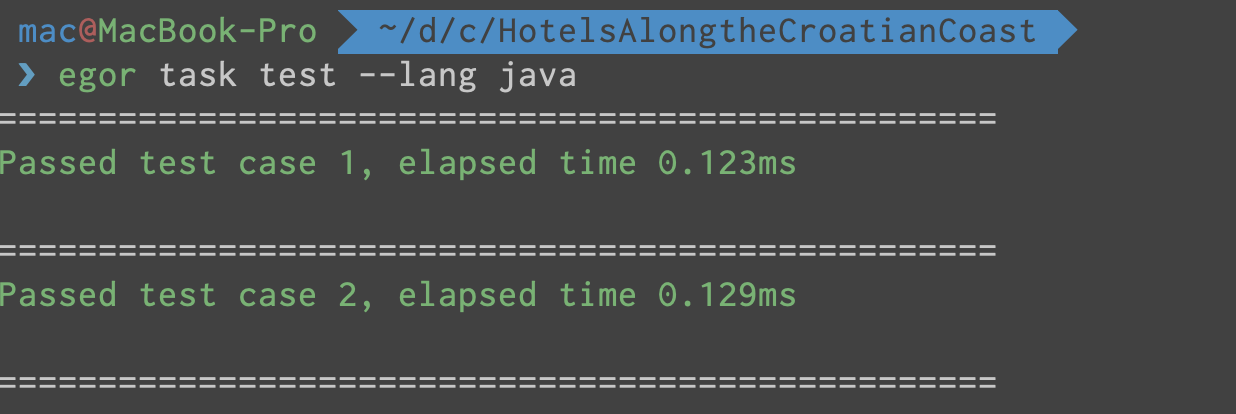 mac@MacBook-Pro ~/d/c/HotelsAlongtheCroatianCoast
❯ egor task test --lang java
==================================================
Passed test case 1, elapsed time 0.123ms
==================================================
Passed test case 2, elapsed time 0.129ms
==================================================